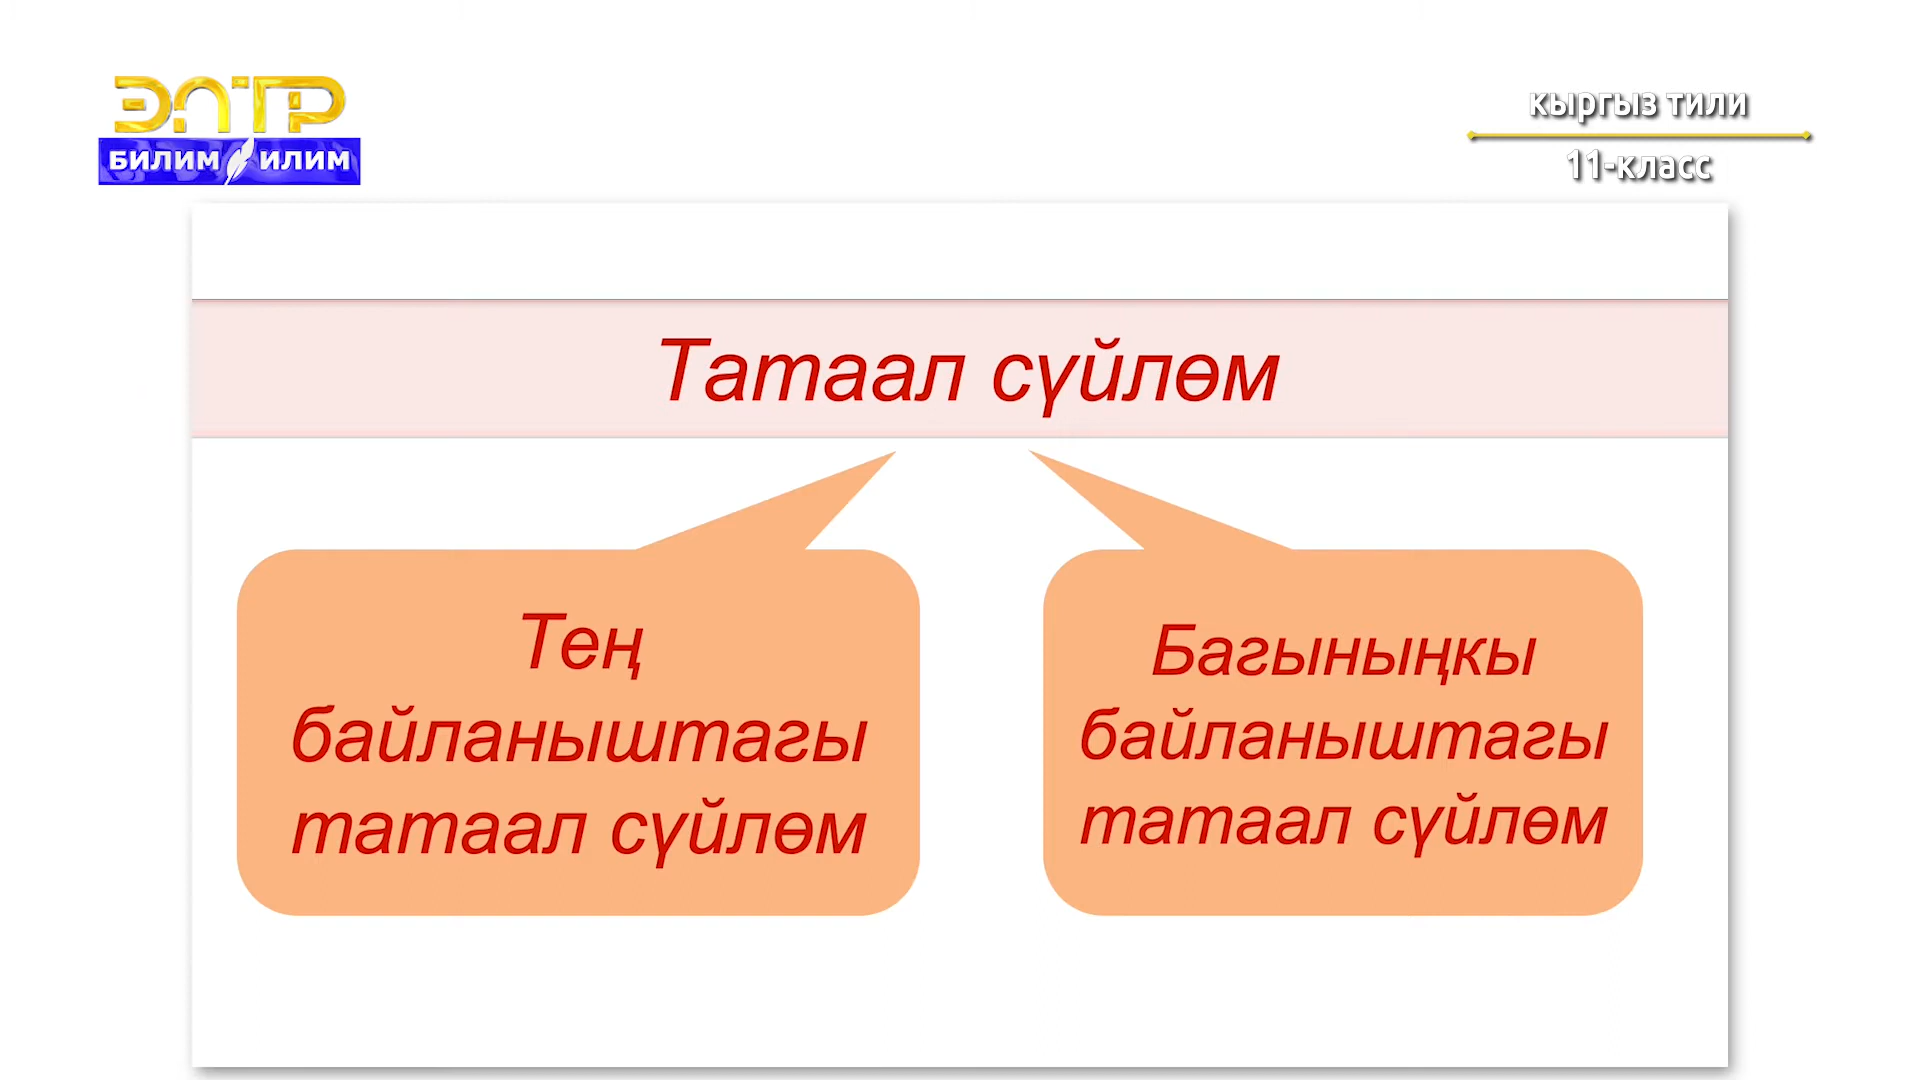 ЭЛТР
БИЛИМ ИЛИМ
кыргыз тили
11-класс
Татаал сүйлөм
Тең
байланыштагы
татаал сүйлөм
Багыныңкы
байланыштагы
татаал сүйлөм